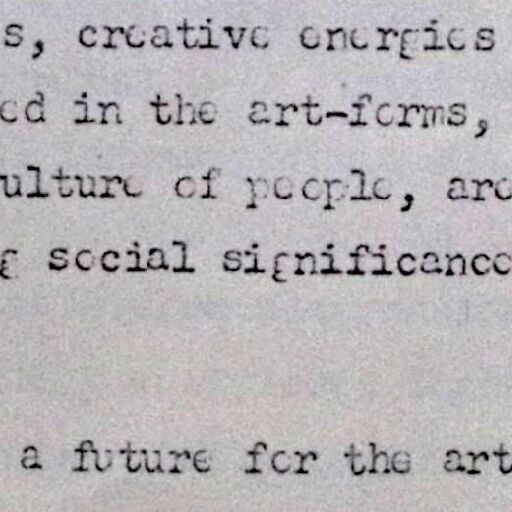 s, creative energies
ed in the art-forms,
ulture of people, are
g social significance
a future for the art